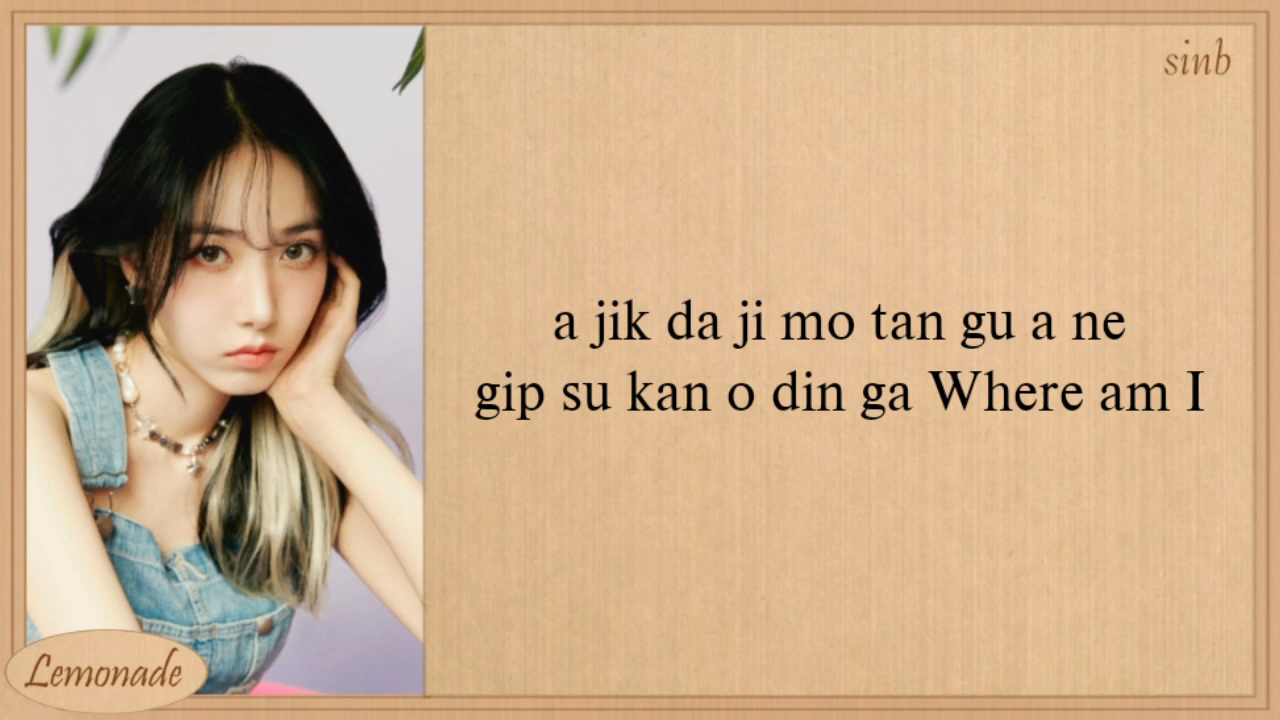 sinb
a jik da ji mo tan gu a ne
gip su kan o din ga Where am I
Lemonade